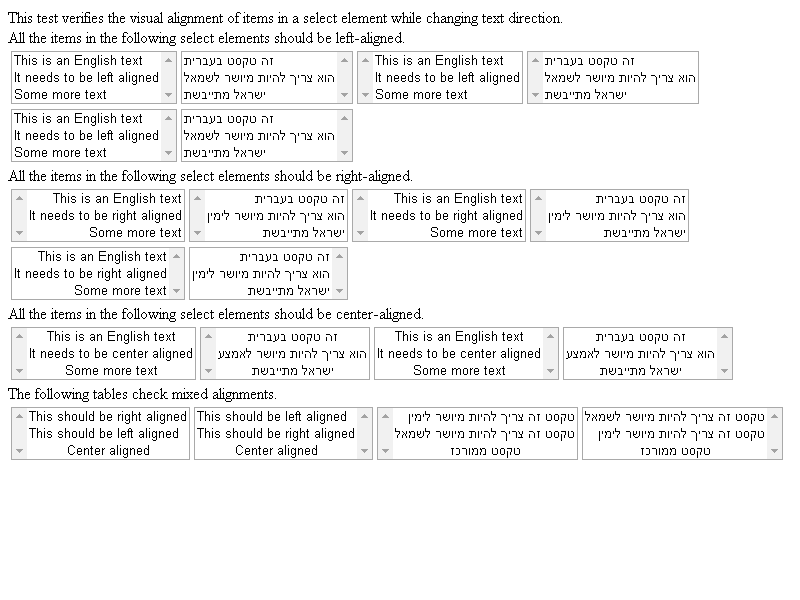 This test verifies the visual alignment of items in a select element while changing text direction.
All the items in the following select elements should be left-aligned.
This is an English text
It needs to be left aligned
Some more text
זה טקסט בעברית
הוא צריך להיות מיושר לשמאל
ישראל מתייבשת
This is an English text
It needs to be left aligned
Some more text
זה טקסט בעברית
הוא צריך להיות מיושר לשמאל
ישראל מתייבשת
This is an English text
It needs to be left aligned
Some more text
זה טקסט בעברית
הוא צריך להיות מיושר לשמאל
ישראל מתייבשת
All the items in the following select elements should be right-aligned.
This is an English text
It needs to be right aligned
Some more text
זה טקסט בעברית
הוא צריך להיות מיושר לימין
ישראל מתייבשת
This is an English text
It needs to be right aligned
Some more text
זה טקסט בעברית
הוא צריך להיות מיושר לימין
ישראל מתייבשת
This is an English text
It needs to be right aligned
Some more text
זה טקסט בעברית
הוא צריך להיות מיושר לימין
ישראל מתייבשת
All the items in the following select elements should be center-aligned.
This is an English text
It needs to be center aligned
Some more text
זה טקסט בעברית
הוא צריך להיות מיושר לאמצע
ישראל מתייבשת
This is an English text
It needs to be center aligned
Some more text
זה טקסט בעברית
הוא צריך להיות מיושר לאמצע
ישראל מתייבשת
The following tables check mixed alignments.
This should be right aligned
This should be left aligned
Center aligned
This should be left aligned
This should be right aligned
Center aligned
טקסט זה צריך להיות מיושר לימין
טקסט זה צריך להיות מיושר לשמאל
טקסט ממורכז
טקסט זה צריך להיות מיושר לשמאל
טקסט זה צריך להיות מיושר לימין
טקסט ממורכז